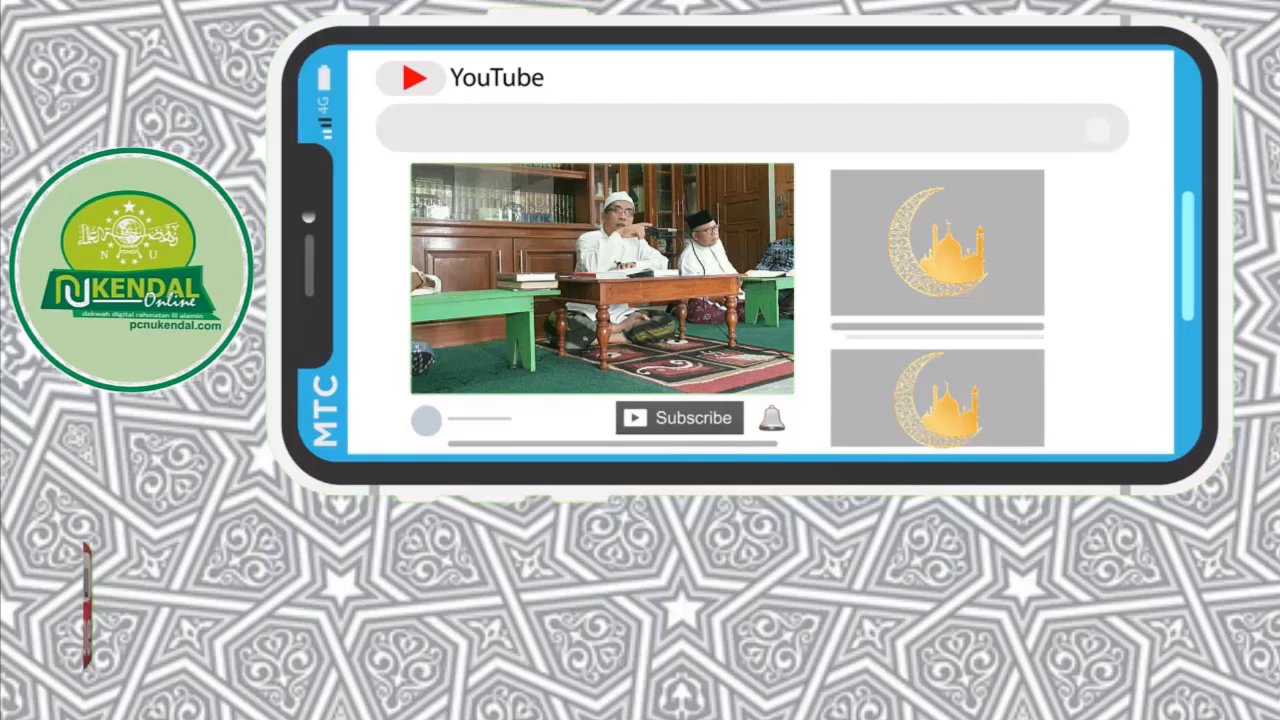 YouTube
4G
MTC
N U
NU KENDAL
Online
dakwah digital rahmatan lil alamin
pcnukendal.com
Subscribe